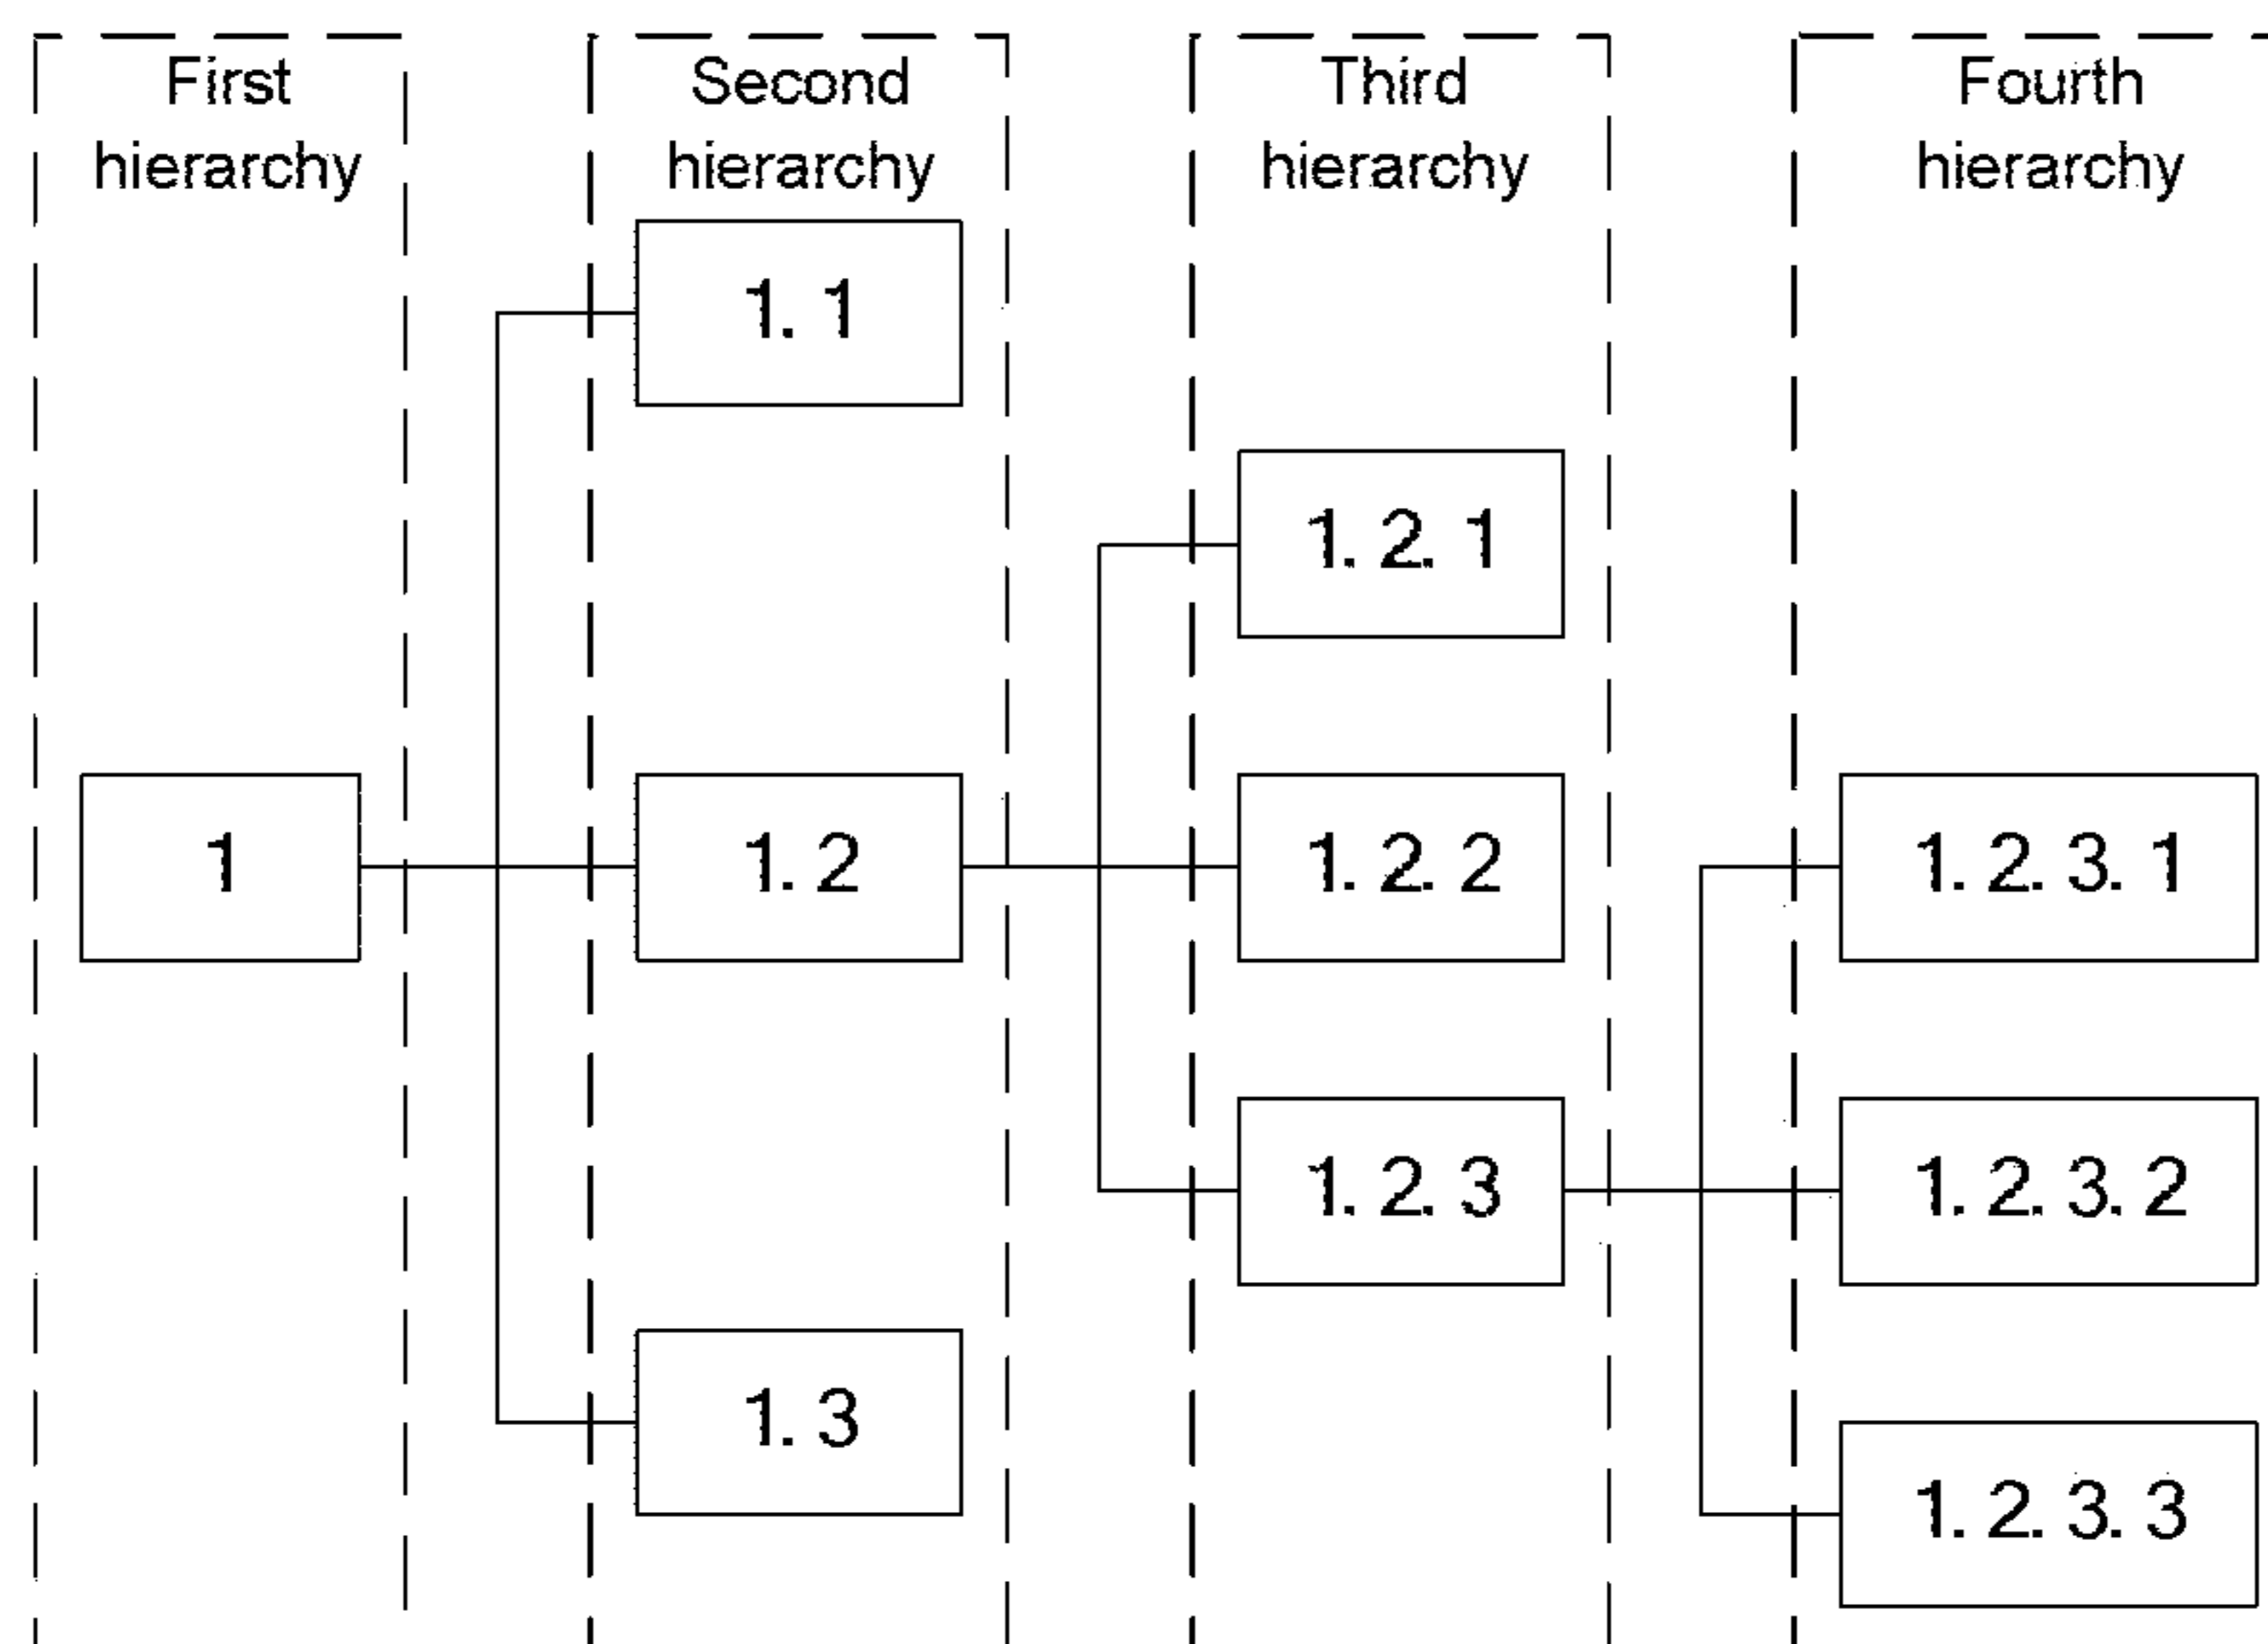 First
hierarchy
Second
hierarchy
Third
hierarchy
Fourth
hierarchy
1.1
1.2.1
1
1.2
1.2.2
1.2.3.1
1.2.3
1.2.3.2
1.3
1.2.3.3